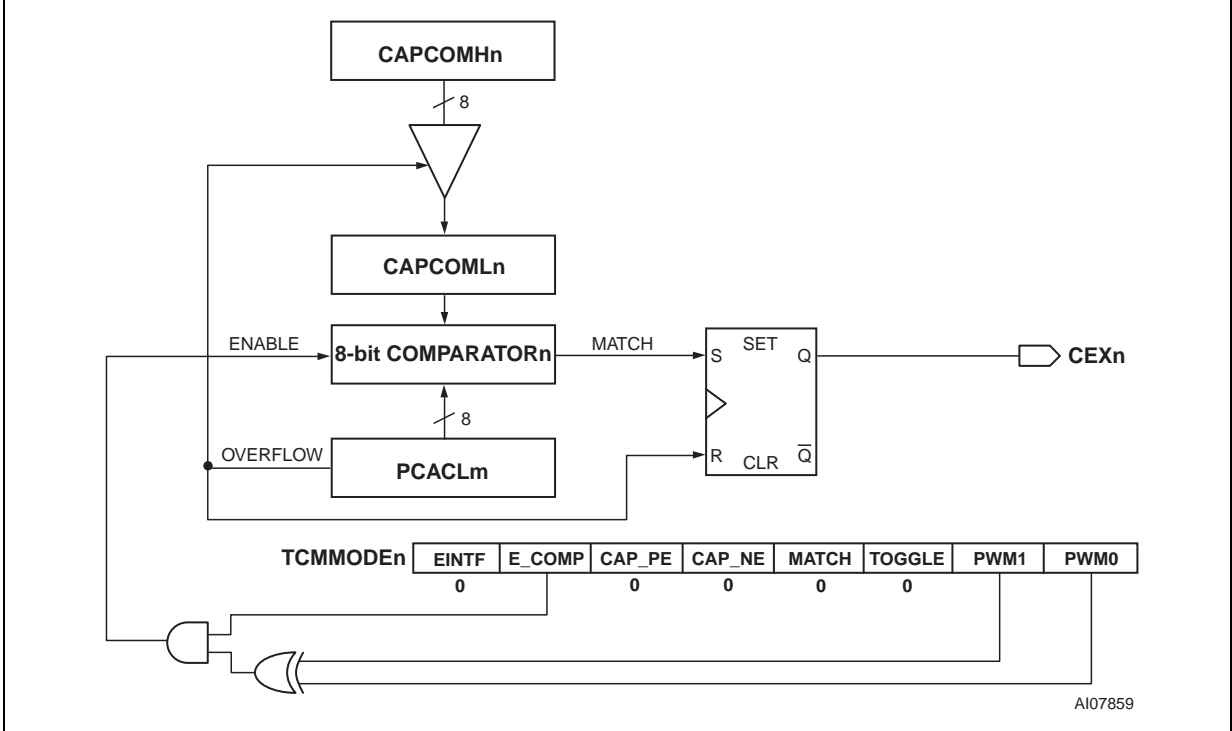 CAPCOMHn
8
CAPCOMLn
ENABLE
8-bit COMPARATORn
MATCH
S
SET
Q
CEXn
8
OVERFLOW
PCACLm
R
CLR
Q̅
TCMMODEn EINTF E_COMP CAP_PE CAP_NE MATCH TOGGLE PWM1 PWM0
0 0 0 0 0
AI07859